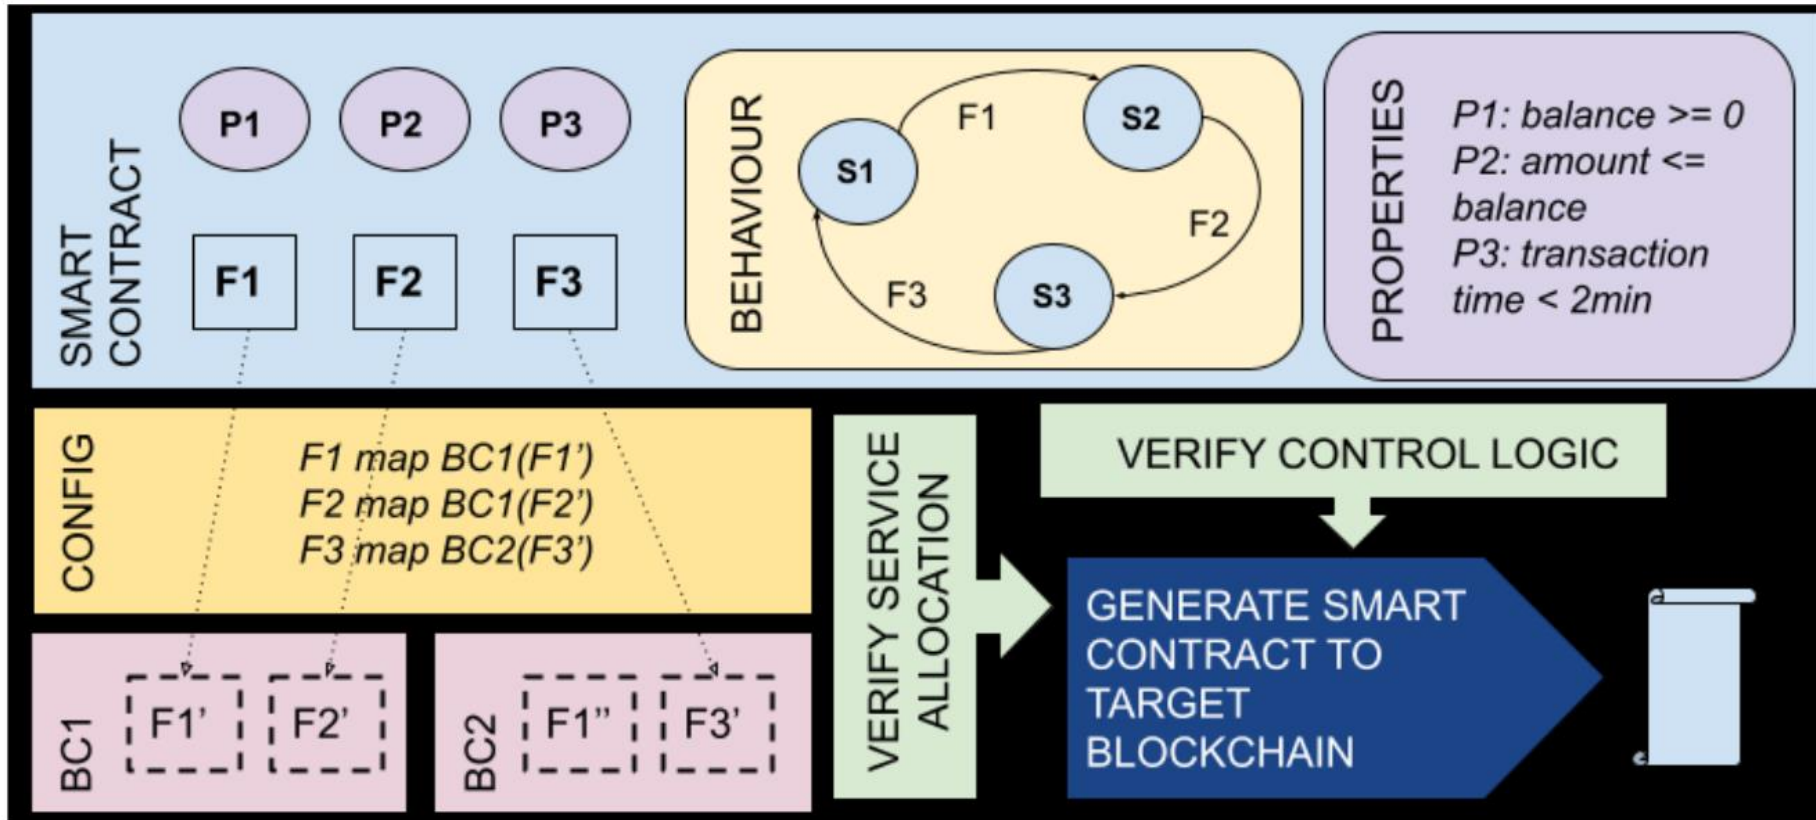 SMART
CONTRACT
P1
P2
P3
F1
F2
F3
BEHAVIOUR
S1
F1
S2
F2
S3
F3
PROPERTIES
P1: balance >= 0
P2: amount <=
balance
P3: transaction
time < 2min
CONFIG
F1 map BC1(F1’)
F2 map BC1(F2’)
F3 map BC2(F3’)
BC1
F1’
F2’
BC2
F1’’
F3’
VERIFY SERVICE
ALLOCATION
VERIFY CONTROL LOGIC
GENERATE SMART
CONTRACT TO
TARGET
BLOCKCHAIN